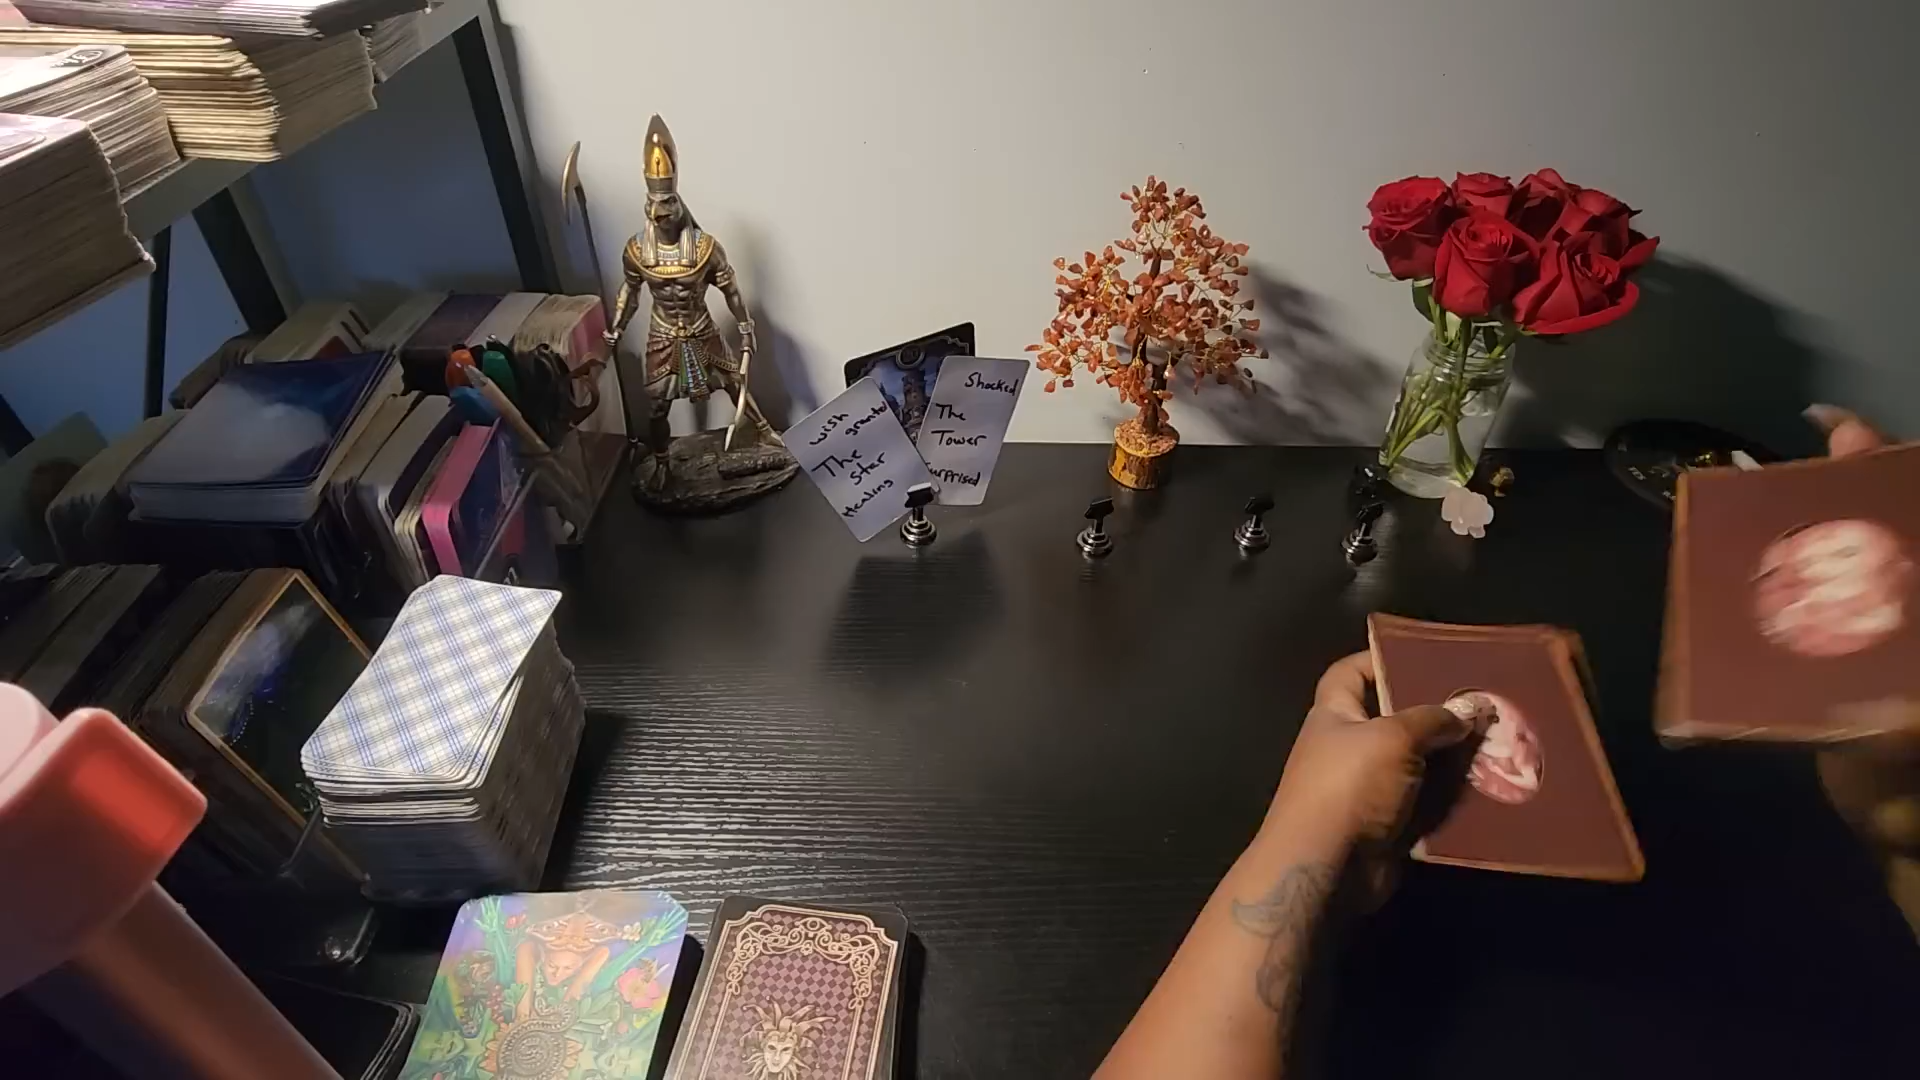 wish
granted
The
Star
Healing
Shocked
The
Tower
Surprised